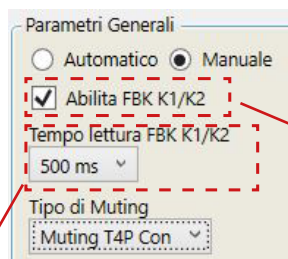 Parametri Generali
Automatico Manuale
Abilita FBK K1/K2
Tempo lettura FBK K1/K2
500 ms
Tipo di Muting
Muting T4P Con